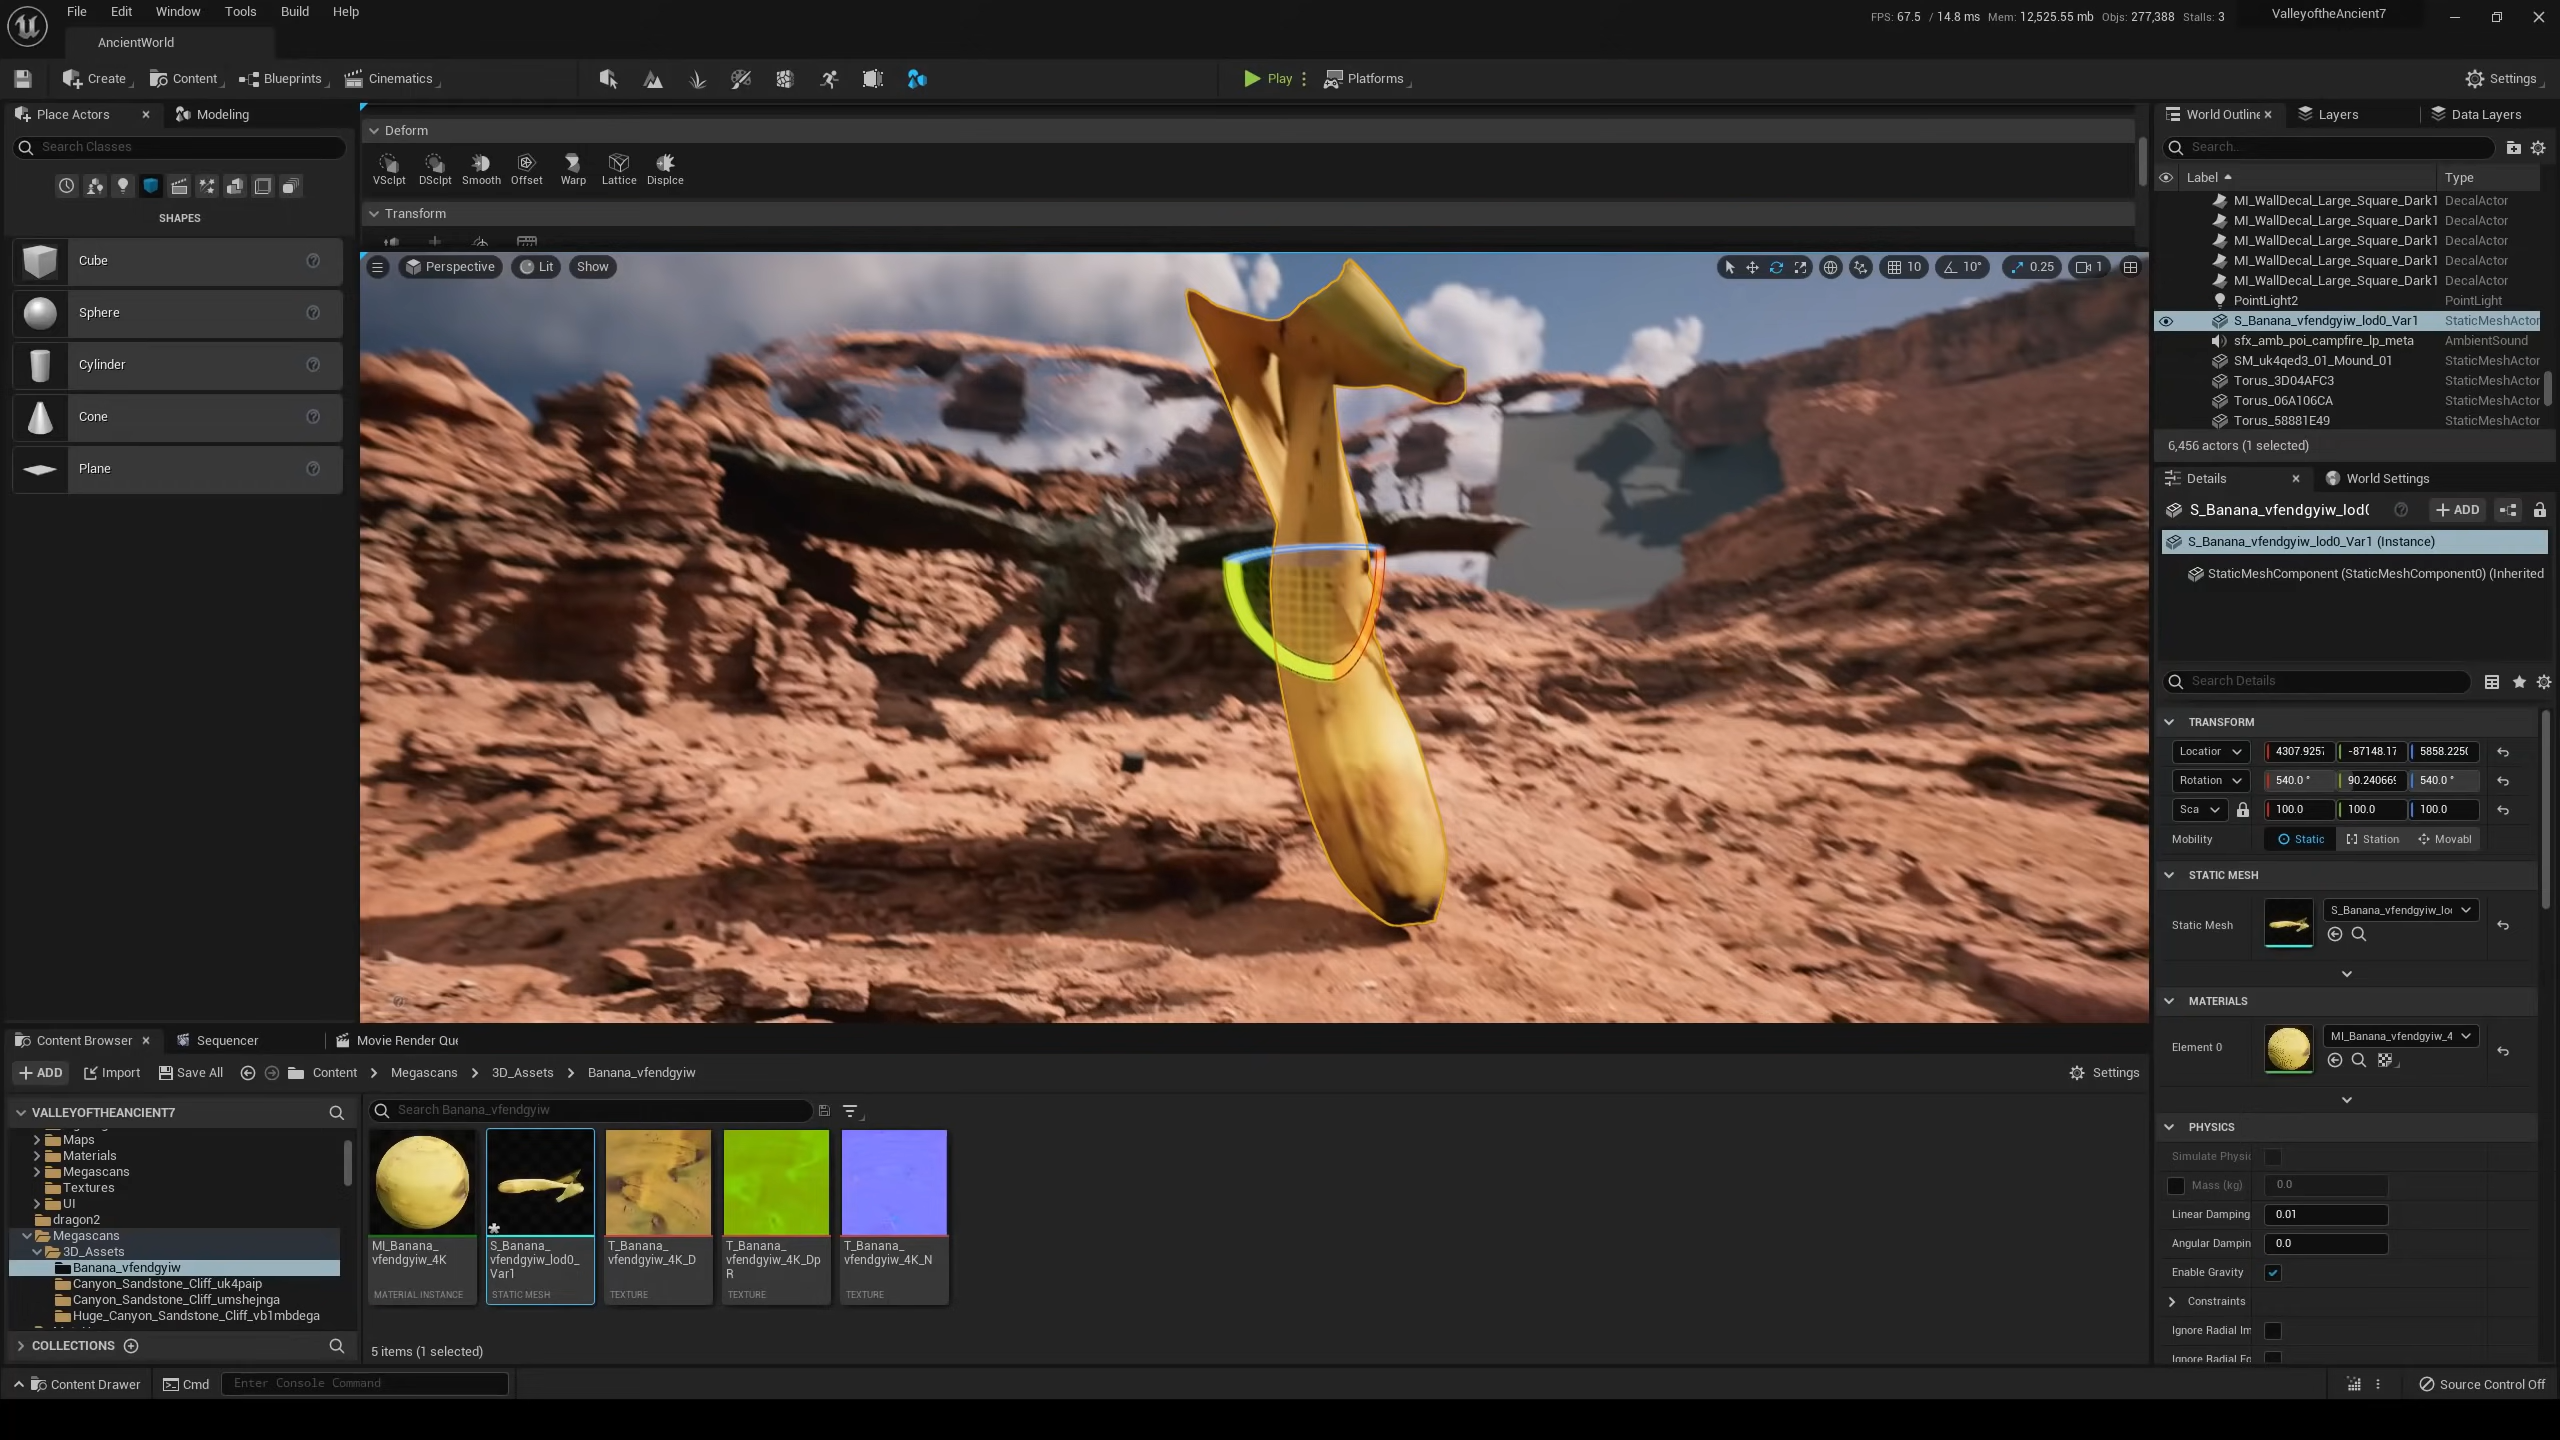 File Edit Window Tools Build Help
FPS: 67.5 / 14.8 ms Mem: 12,525.55 mb Objs: 277,388 Stalls: 3
ValleyoftheAncient7
AncientWorld
Create Content Blueprints Cinematics
Play Platforms
Settings
Place Actors
Modeling
Search Classes
SHAPES
Cube
Sphere
Cylinder
Cone
Plane
Deform
VSclpt DSclpt Smooth Offset Warp Lattice Displce
Transform
Perspective Lit Show
10 10° 0.25 1
World Outline Layers Data Layers
Search...
Label Type
MI_WallDecal_Large_Square_Dark1 DecalActor
MI_WallDecal_Large_Square_Dark1 DecalActor
MI_WallDecal_Large_Square_Dark1 DecalActor
MI_WallDecal_Large_Square_Dark1 DecalActor
MI_WallDecal_Large_Square_Dark1 DecalActor
PointLight2 PointLight
S_Banana_vfendgyiw_lod0_Var1 StaticMeshActor
sfx_amb_poi_campfire_lp_meta AmbientSound
SM_uk4qed3_01_Mound_01 StaticMeshActor
Torus_3D04AFC3 StaticMeshActor
Torus_06A106CA StaticMeshActor
Torus_58881E49 StaticMeshActor
6,456 actors (1 selected)
Details World Settings
S_Banana_vfendgyiw_lod( ADD
S_Banana_vfendgyiw_lod0_Var1 (Instance)
StaticMeshComponent (StaticMeshComponent0) (Inherited
Search Details
TRANSFORM
Location 4307.925 -87148.17 5858.225
Rotation 540.0 ° 90.24066 540.0 °
Sca 100.0 100.0 100.0
Mobility Static Station Movabl
STATIC MESH
Static Mesh S_Banana_vfendgyiw_lo
MATERIALS
Element 0 MI_Banana_vfendgyiw_4
PHYSICS
Simulate Physic
Mass (kg) 0.0
Linear Damping 0.01
Angular Dampin 0.0
Enable Gravity
Constraints
Ignore Radial Im
Ignore Radial Fo
Content Browser Sequencer Movie Render Que
ADD Import Save All Content Megascans 3D_Assets Banana_vfendgyiw
Settings
VALLEYOFTHEANCIENT7
Maps
Materials
Megascans
Textures
UI
dragon2
Megascans
3D_Assets
Banana_vfendgyiw
Canyon_Sandstone_Cliff_uk4paip
Canyon_Sandstone_Cliff_umshejnga
Huge_Canyon_Sandstone_Cliff_vb1mbdega
COLLECTIONS
Search Banana_vfendgyiw
MI_Banana_
vfendgyiw_4K
MATERIAL INSTANCE
S_Banana_
vfendgyiw_lod0_
Var1
STATIC MESH
T_Banana_
vfendgyiw_4K_D
TEXTURE
T_Banana_
vfendgyiw_4K_Dp
R
TEXTURE
T_Banana_
vfendgyiw_4K_N
TEXTURE
5 items (1 selected)
Content Drawer Cmd Enter Console Command
Source Control Off